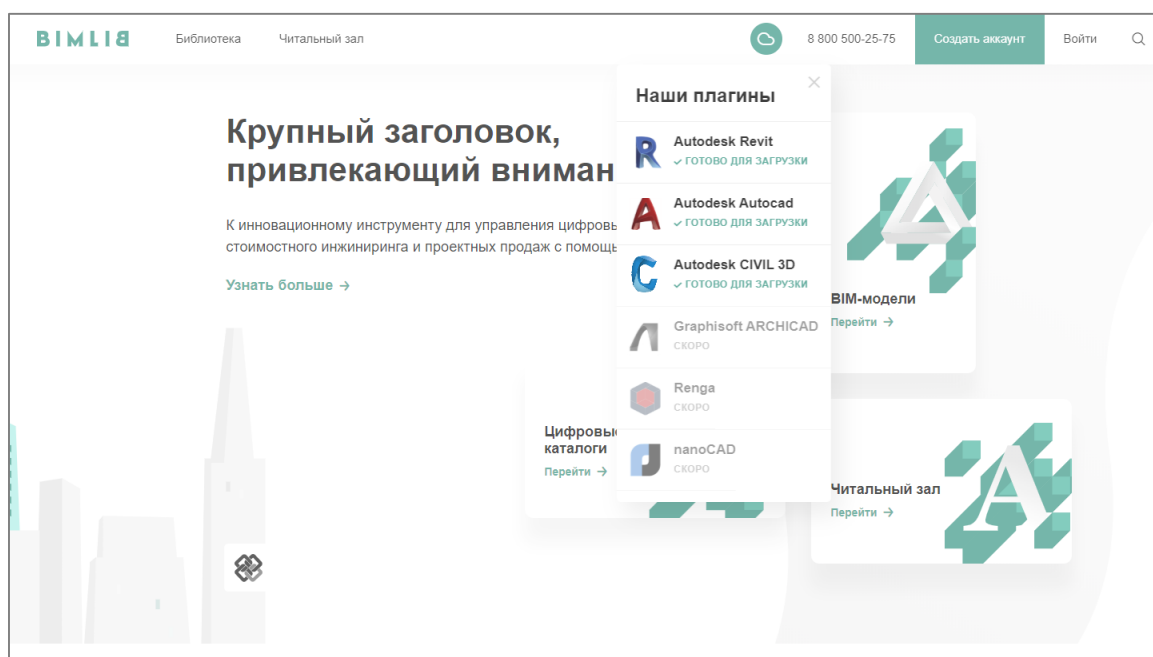 BIMLIB
Библиотека
Читальный зал
8 800 500-25-75
Создать аккаунт
Войти
Наши плагины
Autodesk Revit
ГОТОВО ДЛЯ ЗАГРУЗКИ
Autodesk Autocad
ГОТОВО ДЛЯ ЗАГРУЗКИ
Autodesk CIVIL 3D
ГОТОВО ДЛЯ ЗАГРУЗКИ
Graphisoft ARCHICAD
СКОРО
Renga
СКОРО
nanoCAD
СКОРО
Крупный заголовок,
привлекающий вниман
К инновационному инструменту для управления цифровы
стоимостного инжиниринга и проектных продаж с помощь
Узнать больше →
BIM-модели
Перейти →
Цифровые
каталоги
Перейти →
Читальный зал
Перейти →